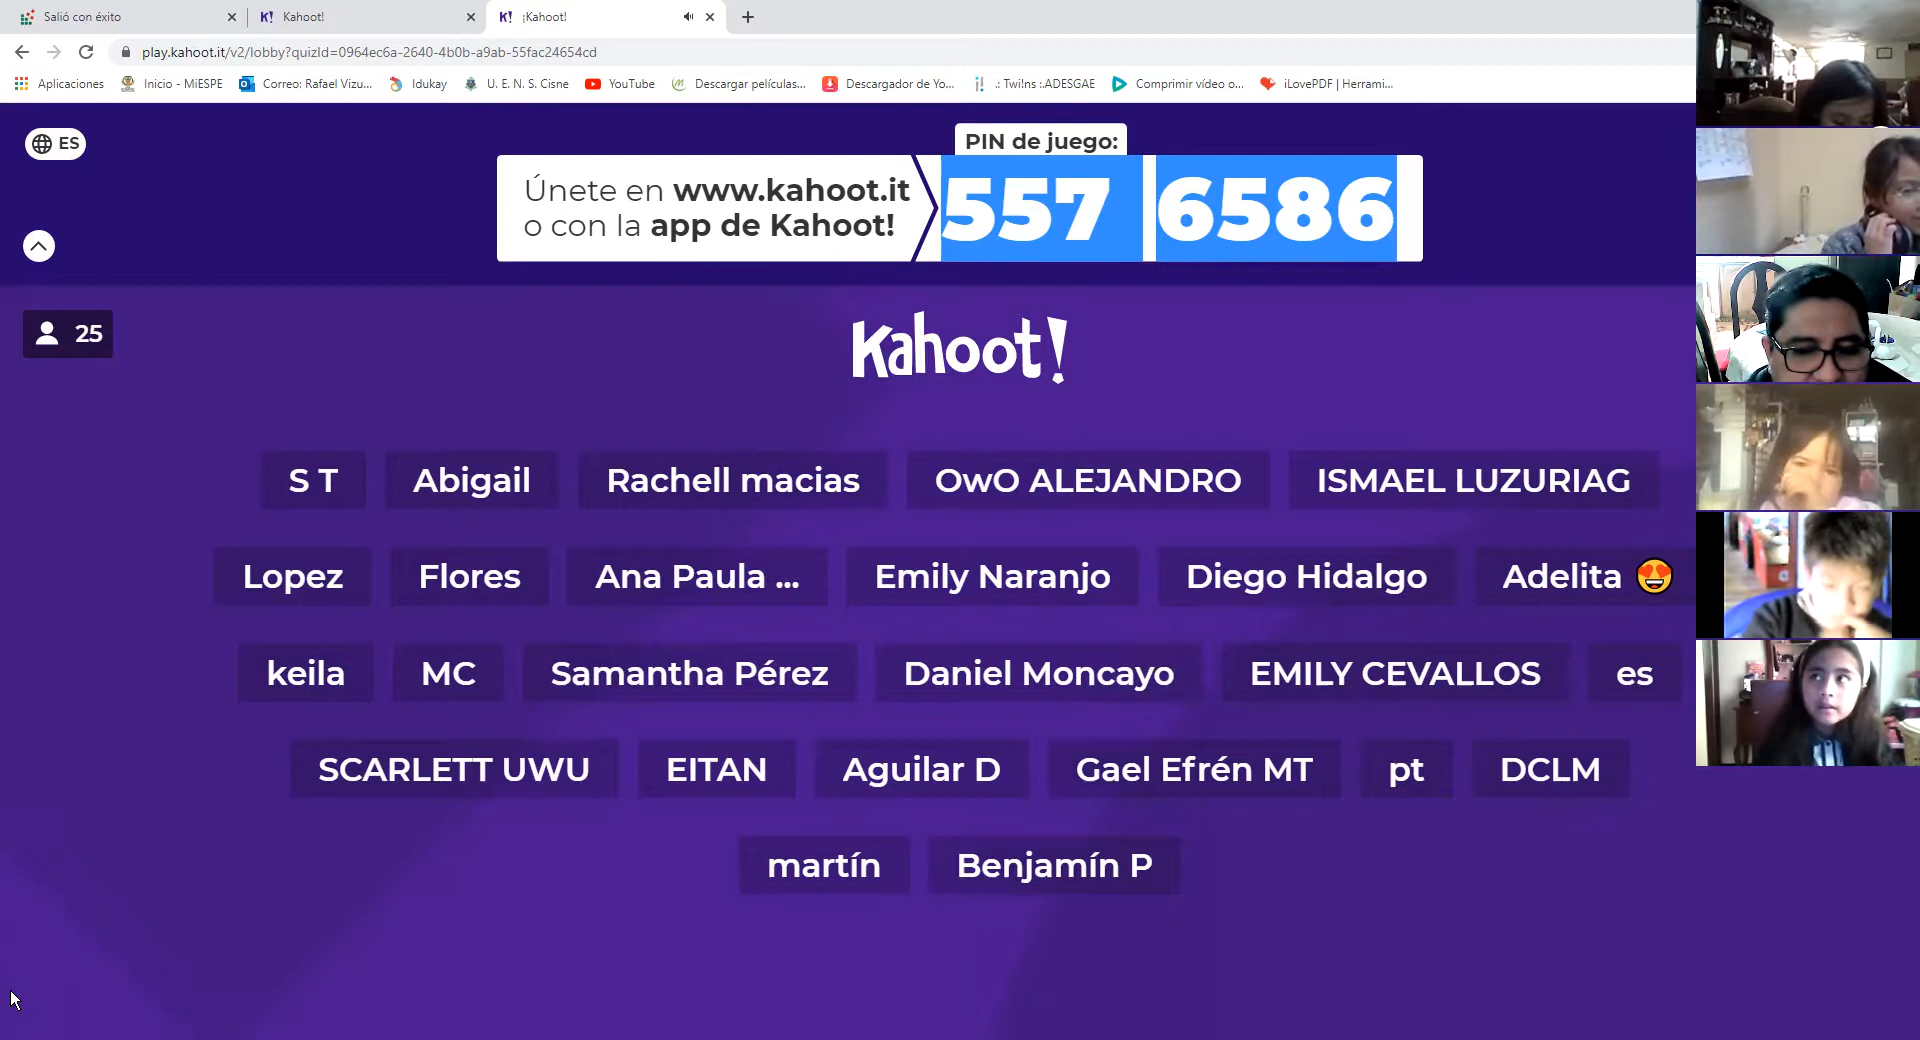 Salió con éxito
Kahoot!
¡Kahoot!
play.kahoot.it/v2/lobby?quizId=0964ec6a-2640-4b0b-a9ab-55fac24654cd
Aplicaciones Inicio - MiESPE Correo: Rafael Vizu... Idukay U. E. N. S. Cisne YouTube Descargar películas... Descargador de Yo... .: Twi!ns :.ADESGAE Comprimir vídeo o... iLovePDF | Herrami...
ES
PIN de juego:
Únete en www.kahoot.it
o con la app de Kahoot!
557 6586
25
Kahoot!
S T Abigail Rachell macias OwO ALEJANDRO ISMAEL LUZURIAG
Lopez Flores Ana Paula ... Emily Naranjo Diego Hidalgo Adelita 😍
keila MC Samantha Pérez Daniel Moncayo EMILY CEVALLOS es
SCARLETT UWU EITAN Aguilar D Gael Efrén MT pt DCLM
martín Benjamín P